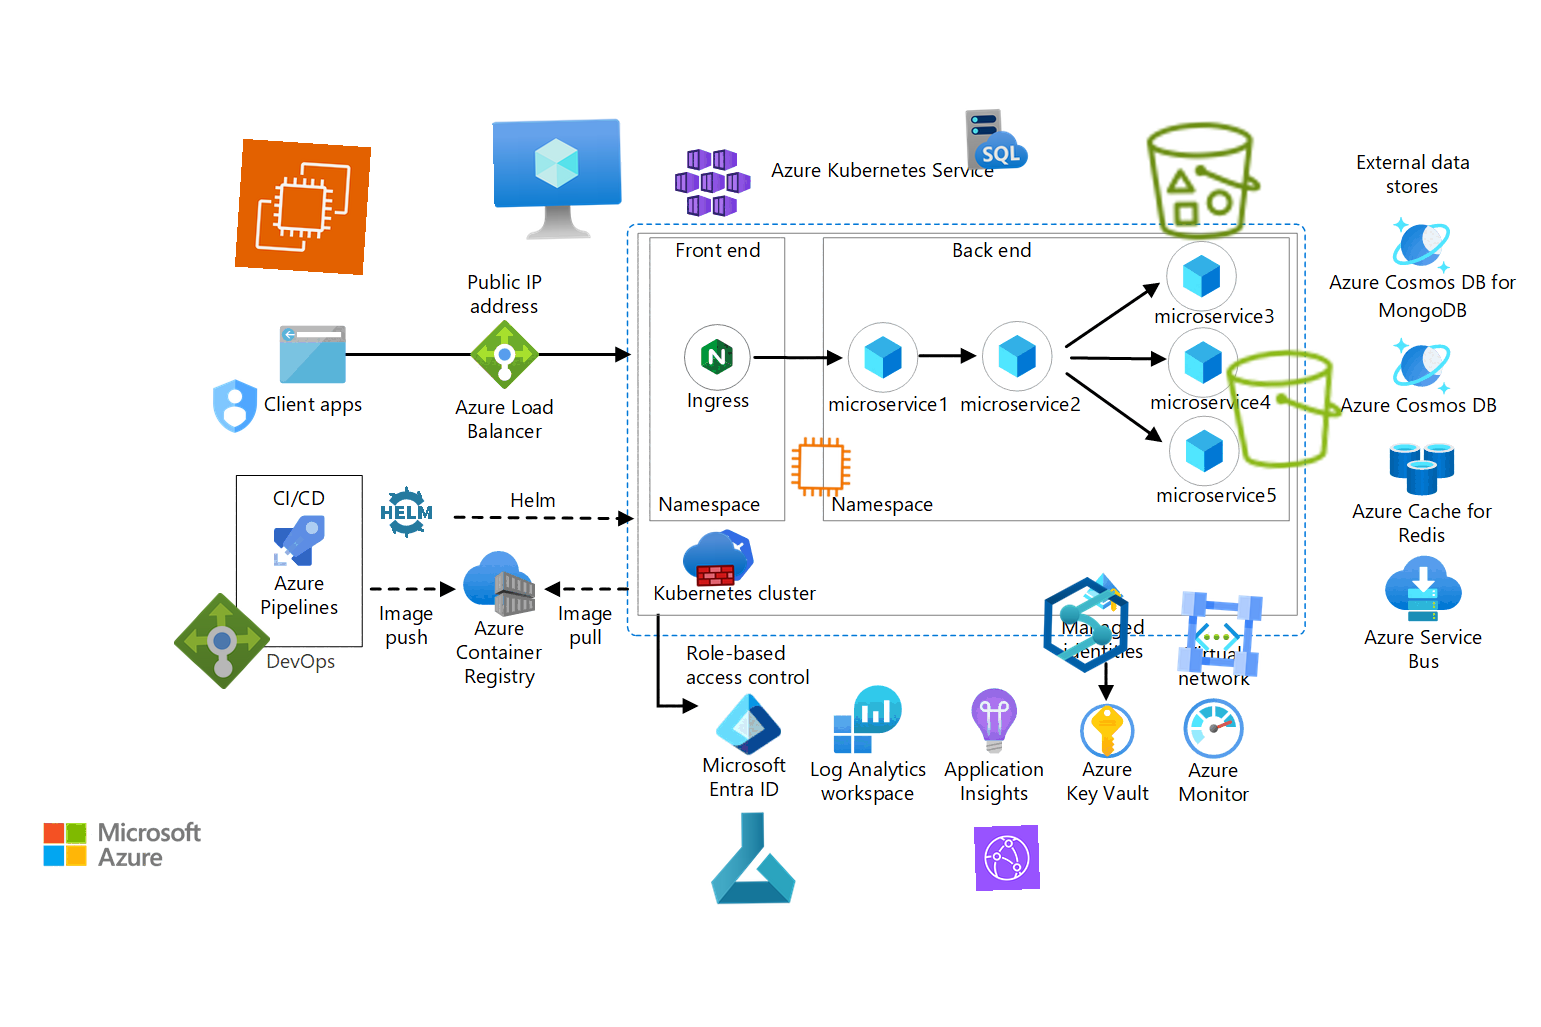 Azure Kubernetes Service
SQL
External data
stores
Front end
Back end
Public IP
address
Azure Cosmos DB for
MongoDB
microservice3
N
Client apps
Ingress
microservice1
microservice2
microservice4
Azure Cosmos DB
Azure Load
Balancer
CI/CD
HELM
Helm
Namespace
Namespace
microservice5
Azure Cache for
Redis
Azure
Pipelines
Image
push
Azure
Container
Registry
Image
pull
Kubernetes cluster
Managed
identities
Virtual
network
Azure Service
Bus
DevOps
Role-based
access control
Microsoft
Entra ID
Log Analytics
workspace
Application
Insights
Azure
Key Vault
Azure
Monitor
Microsoft
Azure